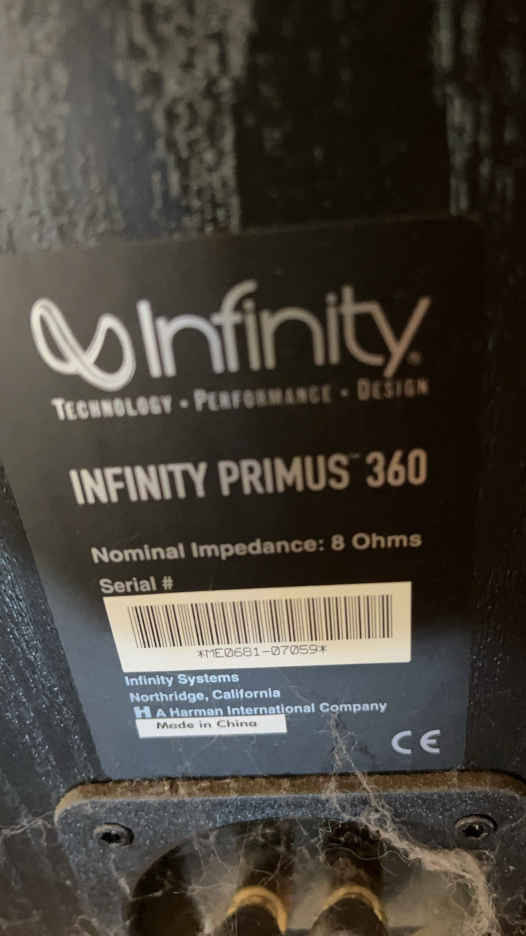 Infinity®
TECHNOLOGY • PERFORMANCE • DESIGN
INFINITY PRIMUS™ 360
Nominal Impedance: 8 Ohms
Serial #
*ME0681-07059*
Infinity Systems
Northridge, California
H A Harman International Company
Made in China
CE